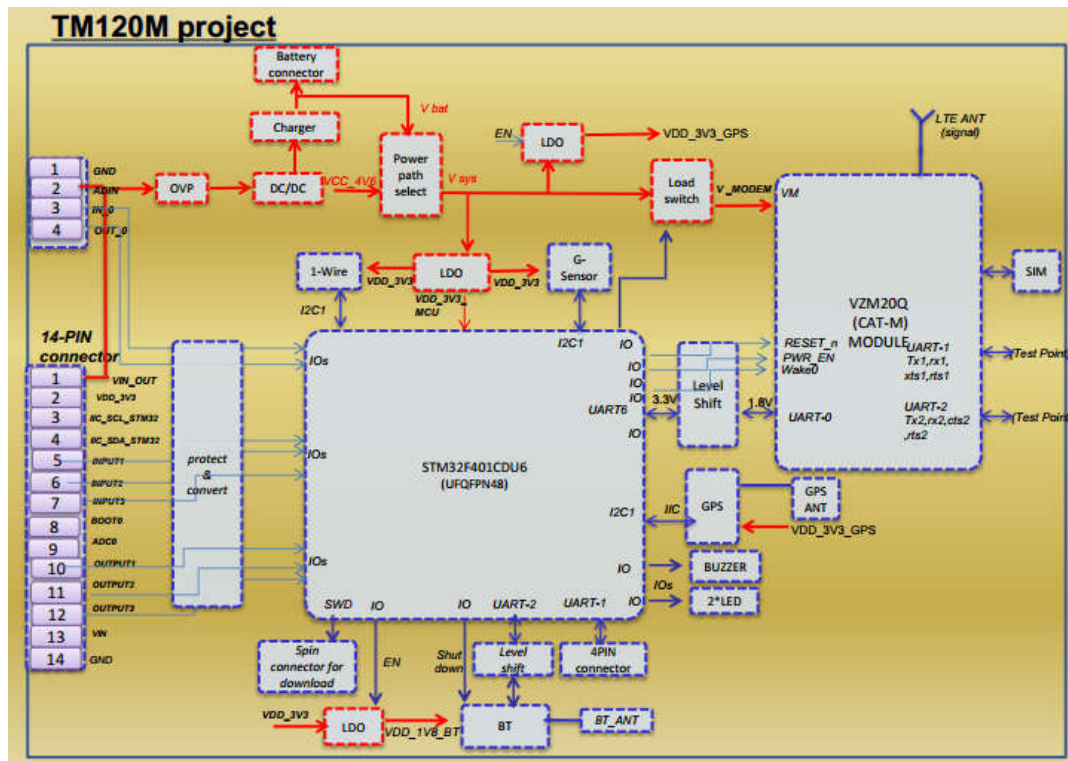 TM120M project
Battery
connector
Charger
V bat
OVP
DC/DC
VCC_4V6
Power
path
select
V sys
EN
LDO
VDD_3V3_GPS
Load
switch
V_MODEM
LTE ANT
(signal)
VM
1
GND
2
ADIN
3
IN_0
4
OUT_0
1-Wire
VDD_3V3
LDO
VDD_3V3
VDD_3V3_
MCU
G-
Sensor
I2C1
I2C1
VZM20Q
(CAT-M)
MODULE
SIM
UART-1
Tx1,rx1,
xts1,rts1
(Test Point)
UART-2
Tx2,rx2,cts2
,rts2
(Test Point)
RESET_n
PWR_EN
Wake0
UART-0
Level
Shift
3.3V
1.8V
IO
IO
IO
IO
UART6
IO
14-PIN
connector
1
VIN_OUT
2
VDD_3V3
3
IIC_SCL_STM32
4
IIC_SDA_STM32
5
INPUT1
6
INPUT2
7
INPUT3
8
BOOT0
9
ADC0
10
OUTPUT1
11
OUTPUT2
12
OUTPUT3
13
VIN
14
GND
protect
&
convert
IOs
IOs
IOs
STM32F401CDU6
(UFQFPN48)
I2C1
IIC
GPS
GPS
ANT
VDD_3V3_GPS
IO
BUZZER
IO
IOs
2*LED
SWD
IO
IO
UART-2
UART-1
5pin
connector for
download
EN
Shut
down
Level
shift
4PIN
connector
VDD_3V3
LDO
VDD_1V8_BT
BT
BT_ANT